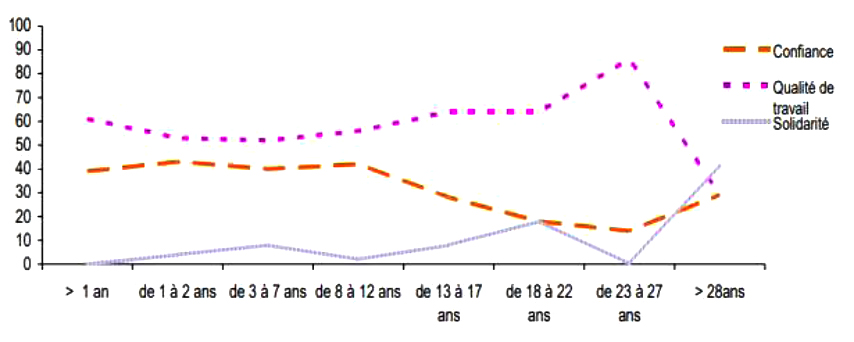 100
90
80
70
60
50
40
30
20
10
0
Confiance
Qualité de
travail
Solidarité
> 1 an
de 1 à 2 ans
de 3 à 7 ans
de 8 à 12 ans
de 13 à 17
ans
de 18 à 22
ans
de 23 à 27
ans
> 28ans